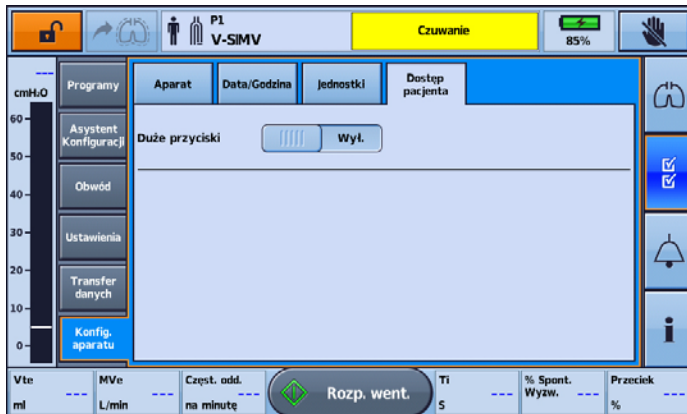 P1
V-SIMV
Czuwanie
85%
---
cmH₂O
60
50
40
30
20
10
0
Programy
Asystent
Konfiguracji
Obwód
Ustawienia
Transfer
danych
Konfig.
aparatu
Aparat
Data/Godzina
Jednostki
Dostęp
pacjenta
Duże przyciski
Wył.
i
Vte
---
ml
MVe
---
L/min
Częst. odd.
---
na minutę
Rozp. went.
Ti
---
s
% Spont.
Wyzw.
---
Przeciek
---
%